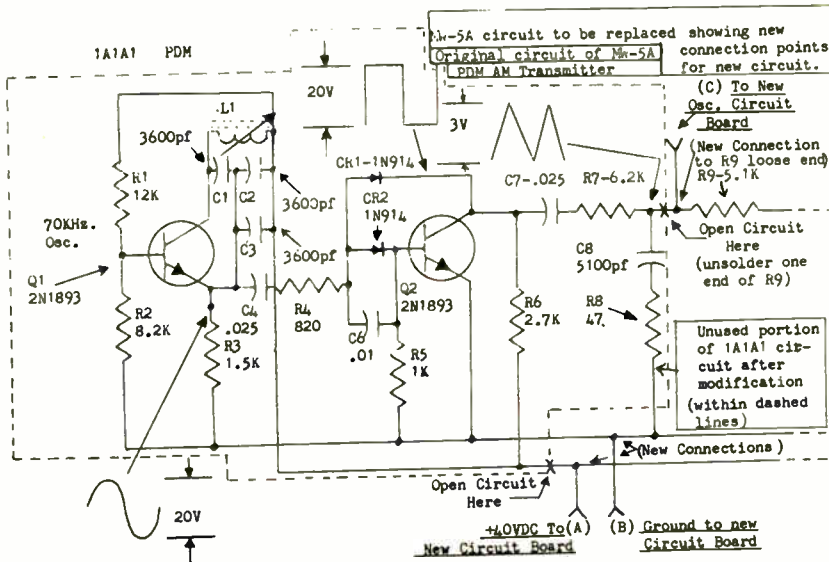 1A1A1 PDM
Mw-5A circuit to be replaced showing new
Original circuit of Mw-5A
PDM AM Transmitter
connection points
for new circuit.
(C) To New
Osc. Circuit
Board
(New Connection
to R9 loose end)
R9-5.1K
20V
3V
L1
3600pf
C1
C2
3600pf
C3
3600pf
R1
12K
70KHz.
Osc.
Q1
2N1893
R2
8.2K
C4
.025
R3
1.5K
R4
820
CR1-1N914
CR2
1N914
Q2
2N1893
C6
.01
R5
1K
C7-.025
R7-6.2K
R6
2.7K
C8
5100pf
R8
47.
Open Circuit
Here
(unsolder one
end of R9)
Unused portion
of 1A1A1 cir-
cuit after
modification
(within dashed
lines)
(New Connections)
Open Circuit
Here
20V
+40VDC To (A)
New Circuit Board
(B) Ground to new
Circuit Board